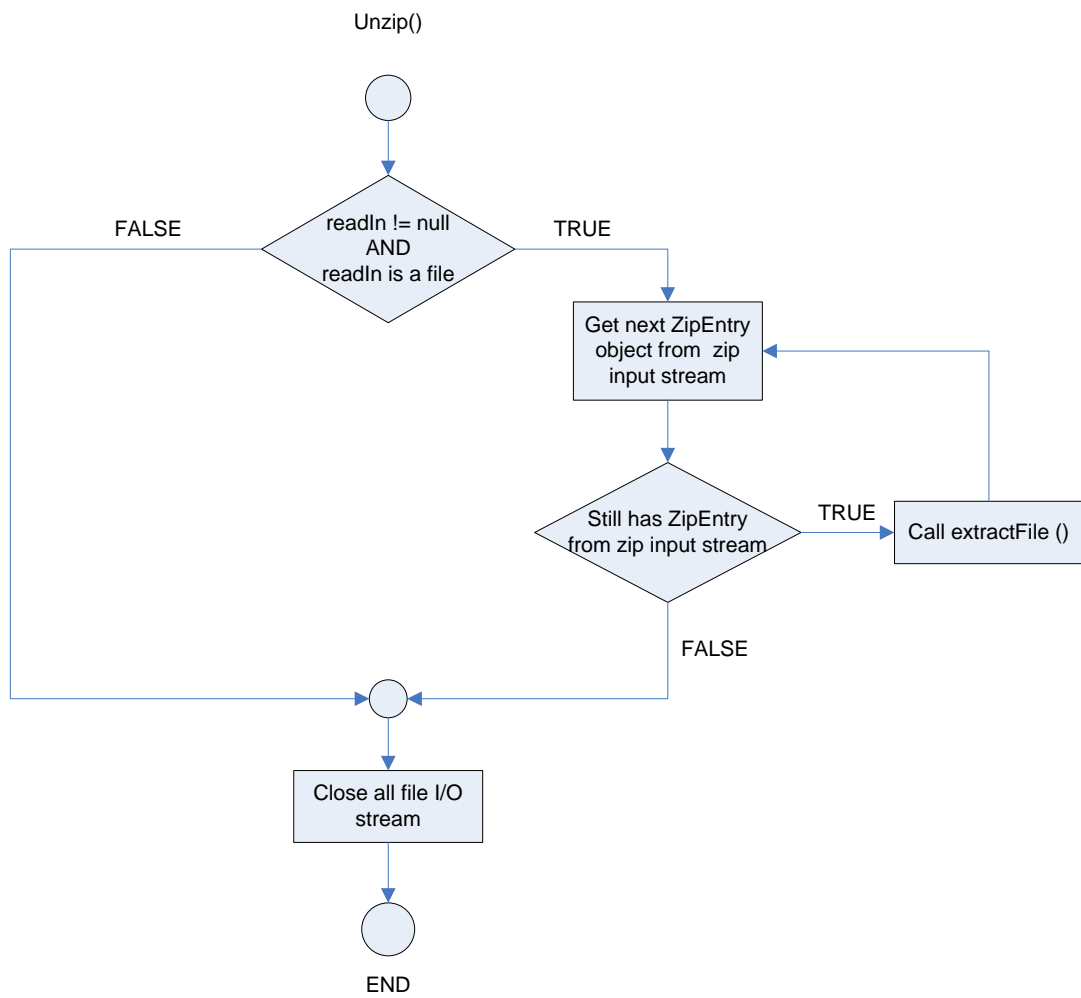 Unzip()
readIn != null
AND
readIn is a file
FALSE
TRUE
Get next ZipEntry
object from  zip
input stream
Still has ZipEntry
from zip input stream
TRUE
Call extractFile ()
FALSE
Close all file I/O
stream
END